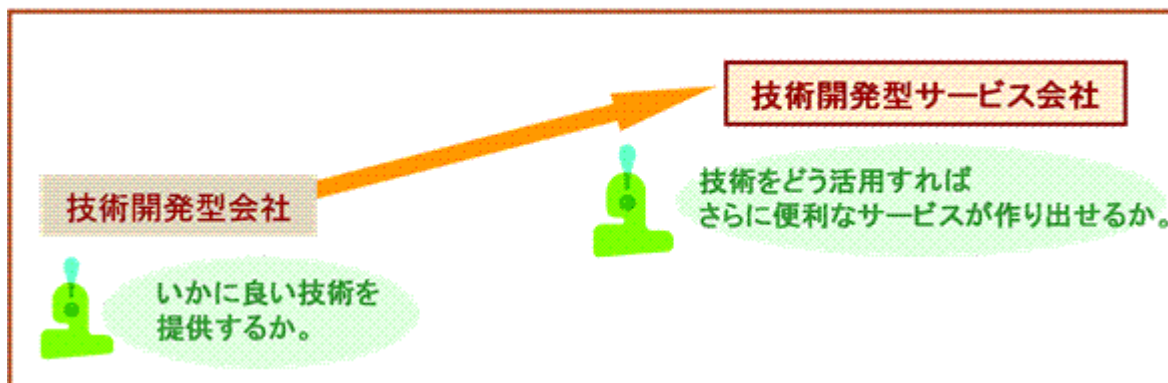 技術開発型サービス会社
技術をどう活用すれば
さらに便利なサービスが作り出せるか。
技術開発型会社
いかに良い技術を
提供するか。